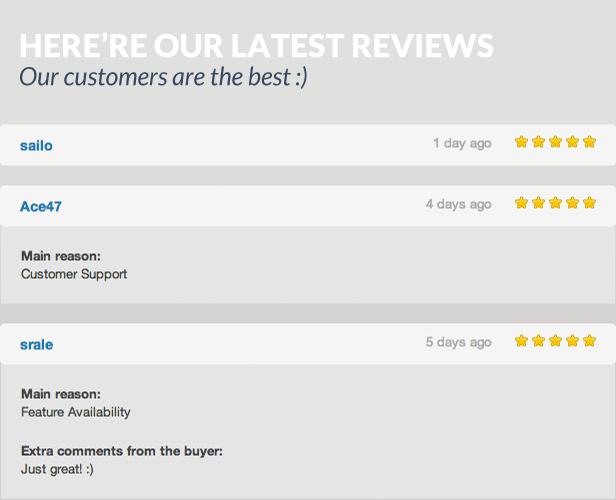 HERE'RE OUR LATEST REVIEWS
Our customers are the best :)
sailo 1 day ago
Ace47 4 days ago
Main reason:
Customer Support
srale 5 days ago
Main reason:
Feature Availability
Extra comments from the buyer:
Just great! :)